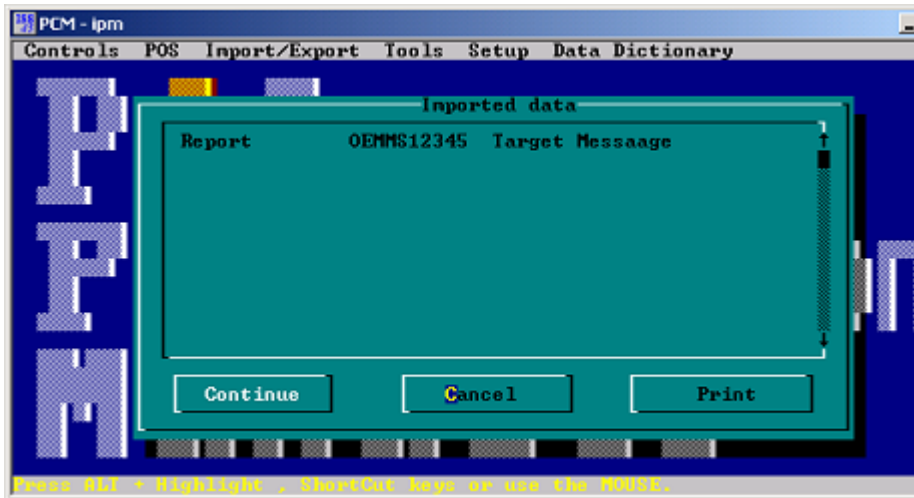 PCM - ipm
Controls POS Import/Export Tools Setup Data Dictionary
Imported data
Report OEMMS12345 Target Messaage
Continue Cancel Print
Press ALT + Highlight , ShortCut keys or use the MOUSE.